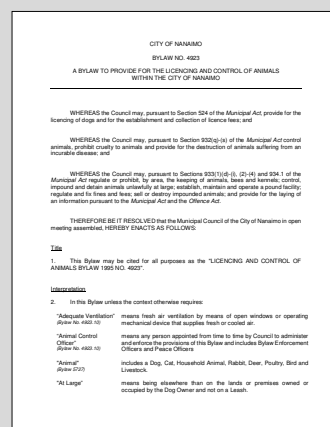 CITY OF NANAIMO
BYLAW NO. 4923
A BYLAW TO PROVIDE FOR THE LICENCING AND CONTROL OF ANIMALS
WITHIN THE CITY OF NANAIMO
WHEREAS the Council may, pursuant to Section 524 of the Municipal Act, provide for the
licencing of dogs and for the establishment and collection of licence fees; and
WHEREAS the Council may, pursuant to Section 932(q)-(s) of the Municipal Act control
animals, prohibit cruelty to animals and provide for the destruction of animals suffering from an
incurable disease; and
WHEREAS the Council may, pursuant to Sections 933(1)(d)-(i), (2)-(4) and 934.1 of the
Municipal Act regulate or prohibit, by area, the keeping of animals, bees and kennels; control,
impound and detain animals unlawfully at large; establish, maintain and operate a pound facility;
regulate and fix fines and fees; sell or destroy impounded animals; and provide for the laying of
an information pursuant to the Municipal Act and the Offence Act.
THEREFORE BE IT RESOLVED that the Municipal Council of the City of Nanaimo in open
meeting assembled, HEREBY ENACTS AS FOLLOWS:
Title
1. This Bylaw may be cited for all purposes as the "LICENCING AND CONTROL OF
ANIMALS BYLAW 1995 NO. 4923".
Interpretation
2. In this Bylaw unless the context otherwise requires:
"Adequate Ventilation" means fresh air ventilation by means of open windows or operating
(Bylaw No. 4923.10) mechanical device that supplies fresh or cooled air.
"Animal Control means any person appointed from time to time by Council to administer
Officer" and enforce the provisions of this Bylaw and includes Bylaw Enforcement
(Bylaw No. 4923.10) Officers and Peace Officers
"Animal" includes a Dog, Cat, Household Animal, Rabbit, Deer, Poultry, Bird and
(Bylaw 5727) Livestock.
"At Large" means being elsewhere than on the lands or premises owned or
occupied by the Dog Owner and not on a Leash.